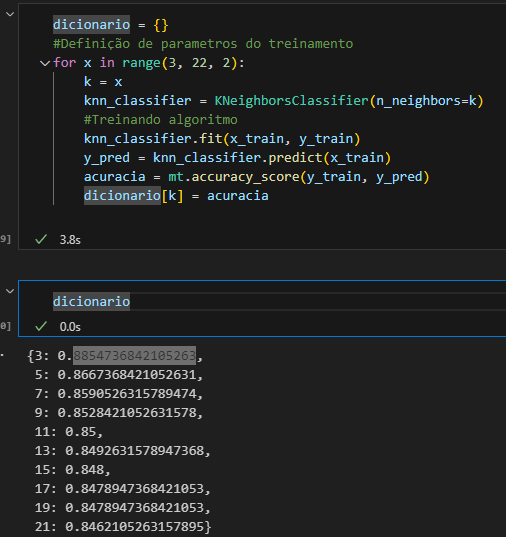 dicionario = {}
#Definição de parametros do treinamento
for x in range(3, 22, 2):
k = x
knn_classifier = KNeighborsClassifier(n_neighbors=k)
#Treinando algoritmo
knn_classifier.fit(x_train, y_train)
y_pred = knn_classifier.predict(x_train)
acuracia = mt.accuracy_score(y_train, y_pred)
dicionario[k] = acuracia
9] 3.8s
dicionario
0] 0.0s
{3: 0.8854736842105263,
5: 0.8667368421052631,
7: 0.8590526315789474,
9: 0.8528421052631578,
11: 0.85,
13: 0.8492631578947368,
15: 0.848,
17: 0.8478947368421053,
19: 0.8478947368421053,
21: 0.8462105263157895}